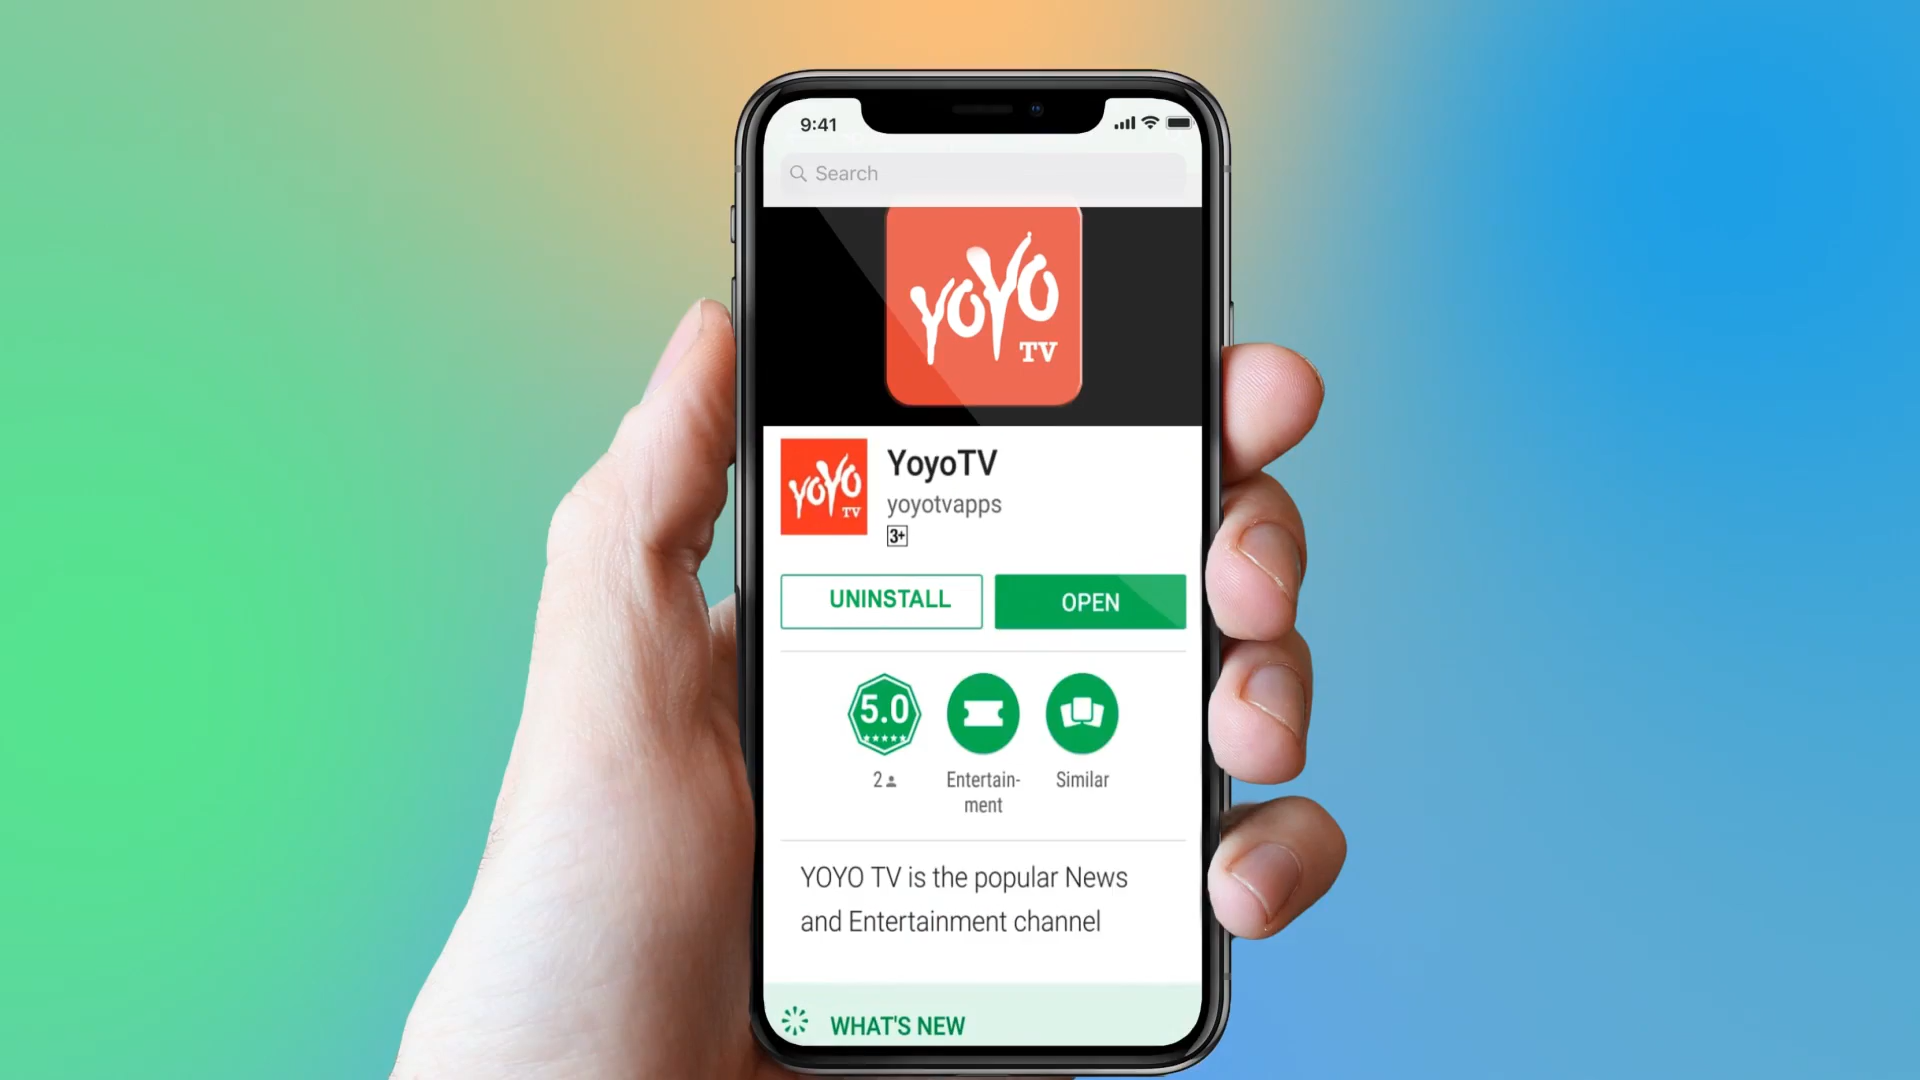 9:41
Search
YOYO
TV
YOYO
TV
YoyoTV
yoyotvapps
3+
UNINSTALL
OPEN
5.0
2
Entertain-
ment
Similar
YOYO TV is the popular News
and Entertainment channel
WHAT'S NEW